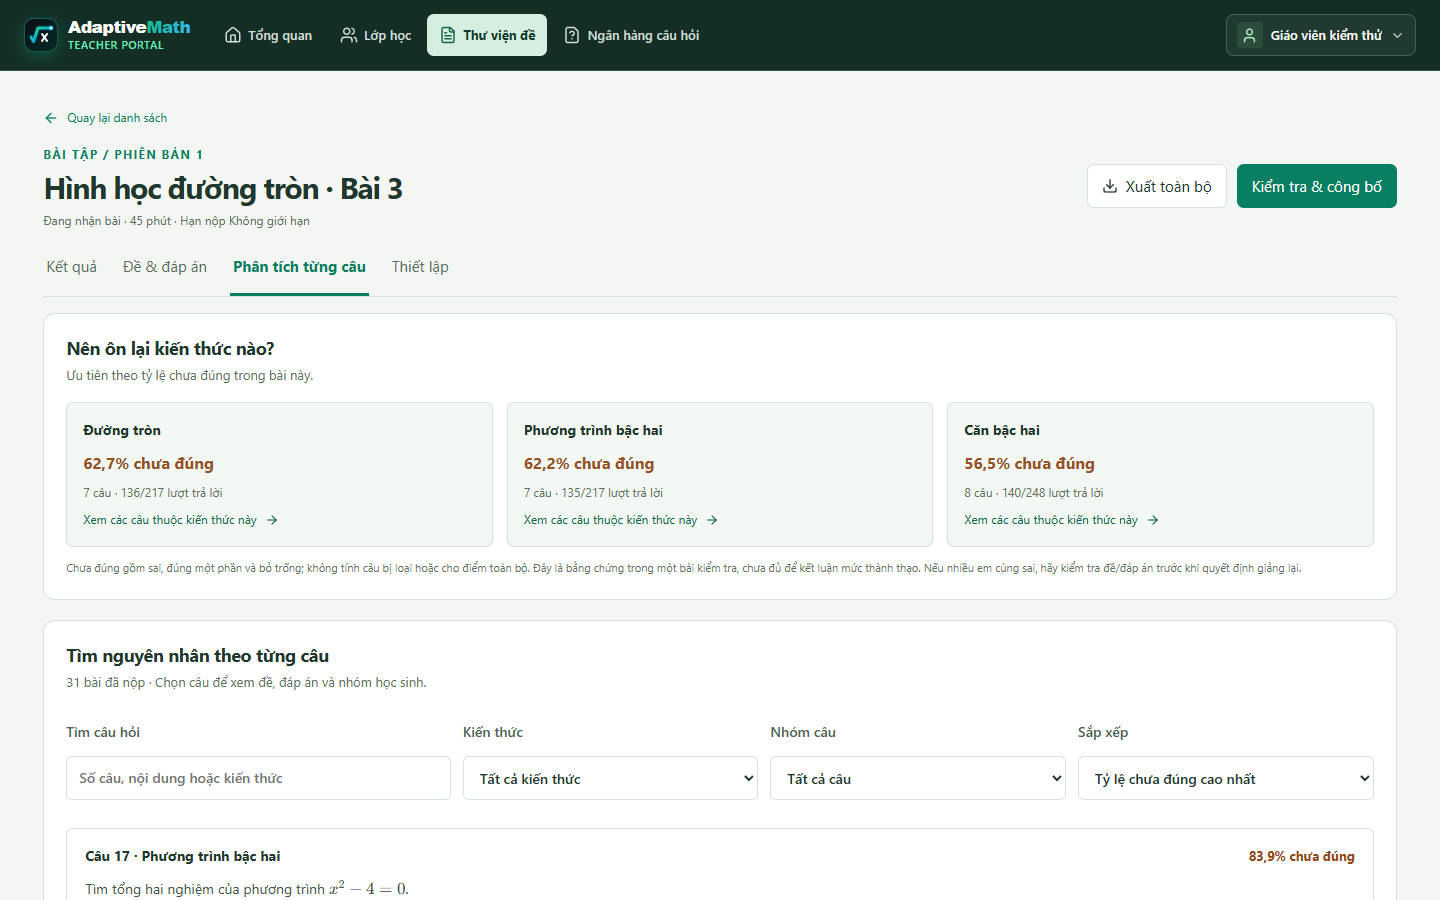 AdaptiveMath
TEACHER PORTAL
Tổng quan
Lớp học
Thư viện đề
Ngân hàng câu hỏi
Giáo viên kiểm thử
Quay lại danh sách
BÀI TẬP / PHIÊN BẢN 1
Hình học đường tròn · Bài 3
Đang nhận bài · 45 phút · Hạn nộp Không giới hạn
Xuất toàn bộ
Kiểm tra & công bố
Kết quả
Đề & đáp án
Phân tích từng câu
Thiết lập
Nên ôn lại kiến thức nào?
Ưu tiên theo tỷ lệ chưa đúng trong bài này.
Đường tròn
62,7% chưa đúng
7 câu · 136/217 lượt trả lời
Xem các câu thuộc kiến thức này
Phương trình bậc hai
62,2% chưa đúng
7 câu · 135/217 lượt trả lời
Xem các câu thuộc kiến thức này
Căn bậc hai
56,5% chưa đúng
8 câu · 140/248 lượt trả lời
Xem các câu thuộc kiến thức này
Chưa đúng gồm sai, đúng một phần và bỏ trống; không tính câu bị loại hoặc cho điểm toàn bộ. Đây là bằng chứng trong một bài kiểm tra, chưa đủ để kết luận mức thành thạo. Nếu nhiều em cùng sai, hãy kiểm tra đề/đáp án trước khi quyết định giảng lại.
Tìm nguyên nhân theo từng câu
31 bài đã nộp · Chọn câu để xem đề, đáp án và nhóm học sinh.
Tìm câu hỏi
Kiến thức
Nhóm câu
Sắp xếp
Số câu, nội dung hoặc kiến thức
Tất cả kiến thức
Tất cả câu
Tỷ lệ chưa đúng cao nhất
Câu 17 · Phương trình bậc hai
83,9% chưa đúng
Tìm tổng hai nghiệm của phương trình x² − 4 = 0.